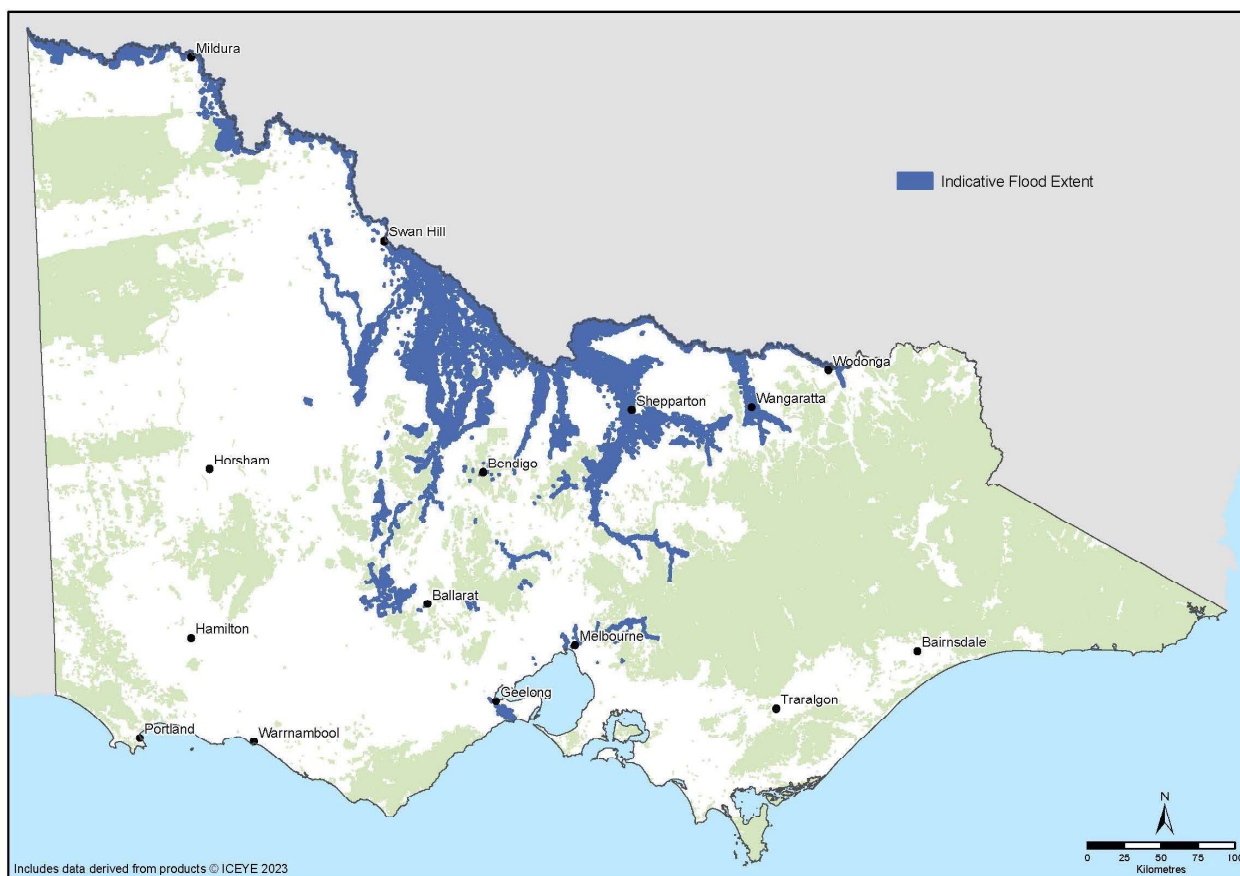 Mildura
Indicative Flood Extent
Swan Hill
Wodonga
Shepparton
Wangaratta
Horsham
Bendigo
Ballarat
Hamilton
Melbourne
Bairnsdale
Geelong
Traralgon
Portland
Warrnambool
N
0 25 50 75 100
Kilometres
Includes data derived from products © ICEYE 2023